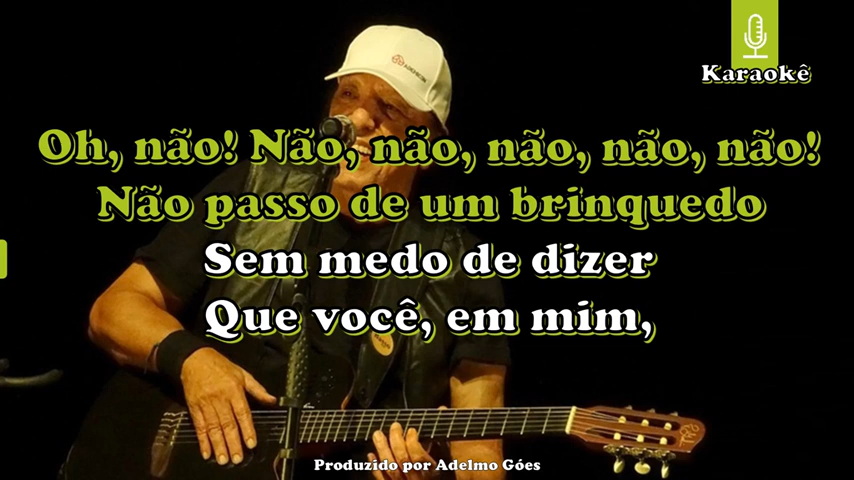 Karaokê
Oh, não! Não, não, não, não, não!
Não passo de um brinquedo
Sem medo de dizer
Que você, em mim,
Produzido por Adelmo Góes